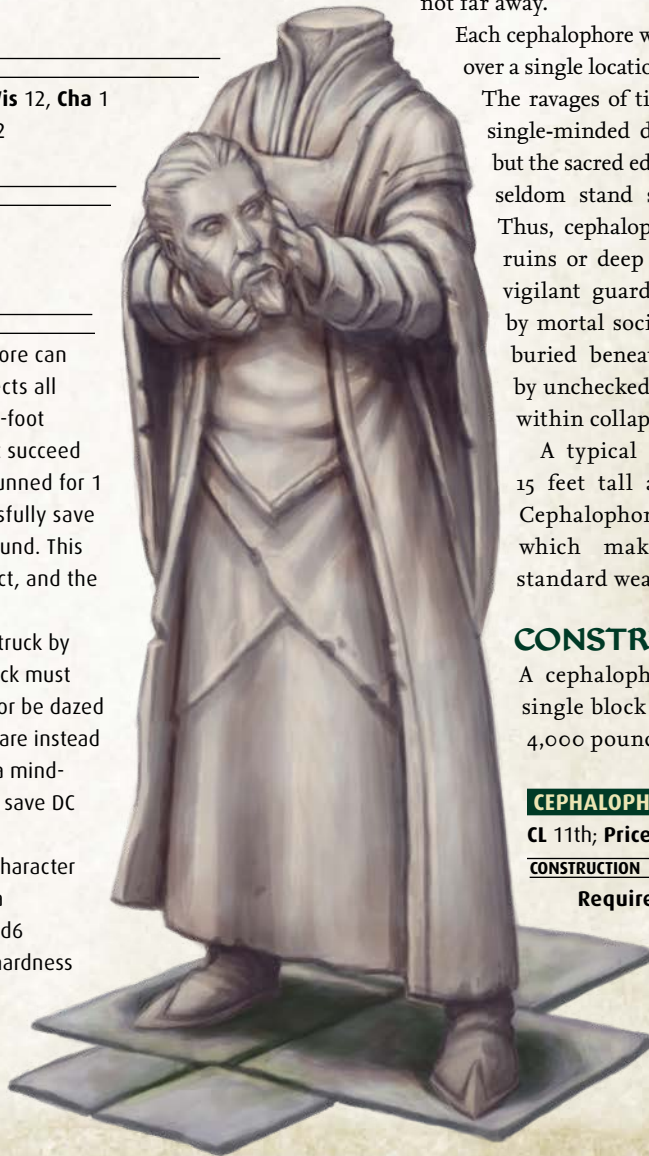 is 12, Cha 1
2
ore can
cts all
-foot
succeed
unned for 1
sfully save
und. This
ct, and the
truck by
ck must
or be dazed
are instead
a mind-
save DC
haracter
d6
hardness
not far away.
Each cephalophore w
over a single locatio
The ravages of ti
single-minded d
but the sacred ed
seldom stand s
Thus, cephalop
ruins or deep
vigilant guard
by mortal soci
buried benea
by unchecked
within collap
A typical
15 feet tall a
Cephalophor
which mak
standard wea
CONSTR
A cephaloph
single block
4,000 pound
CEPHALOPH
CL 11th; Price
CONSTRUCTION
Require